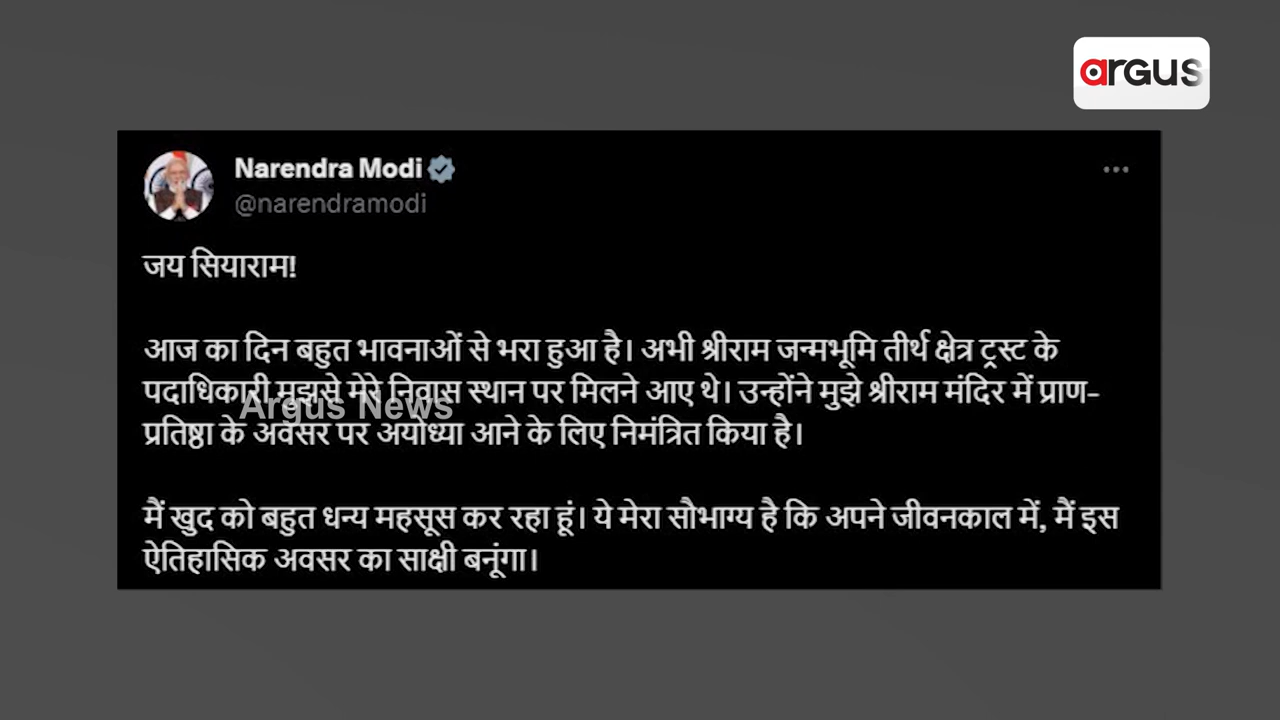 argus
Narendra Modi
@narendramodi
जय सियाराम!
आज का दिन बहुत भावनाओं से भरा हुआ है। अभी श्रीराम जन्मभूमि तीर्थ क्षेत्र ट्रस्ट के
पदाधिकारी मुझसे मेरे निवास स्थान पर मिलने आए थे। उन्होंने मुझे श्रीराम मंदिर में प्राण-
Argus News
प्रतिष्ठा के अवसर पर अयोध्या आने के लिए निमंत्रित किया है।
मैं खुद को बहुत धन्य महसूस कर रहा हूं। ये मेरा सौभाग्य है कि अपने जीवनकाल में, मैं इस
ऐतिहासिक अवसर का साक्षी बनूंगा।